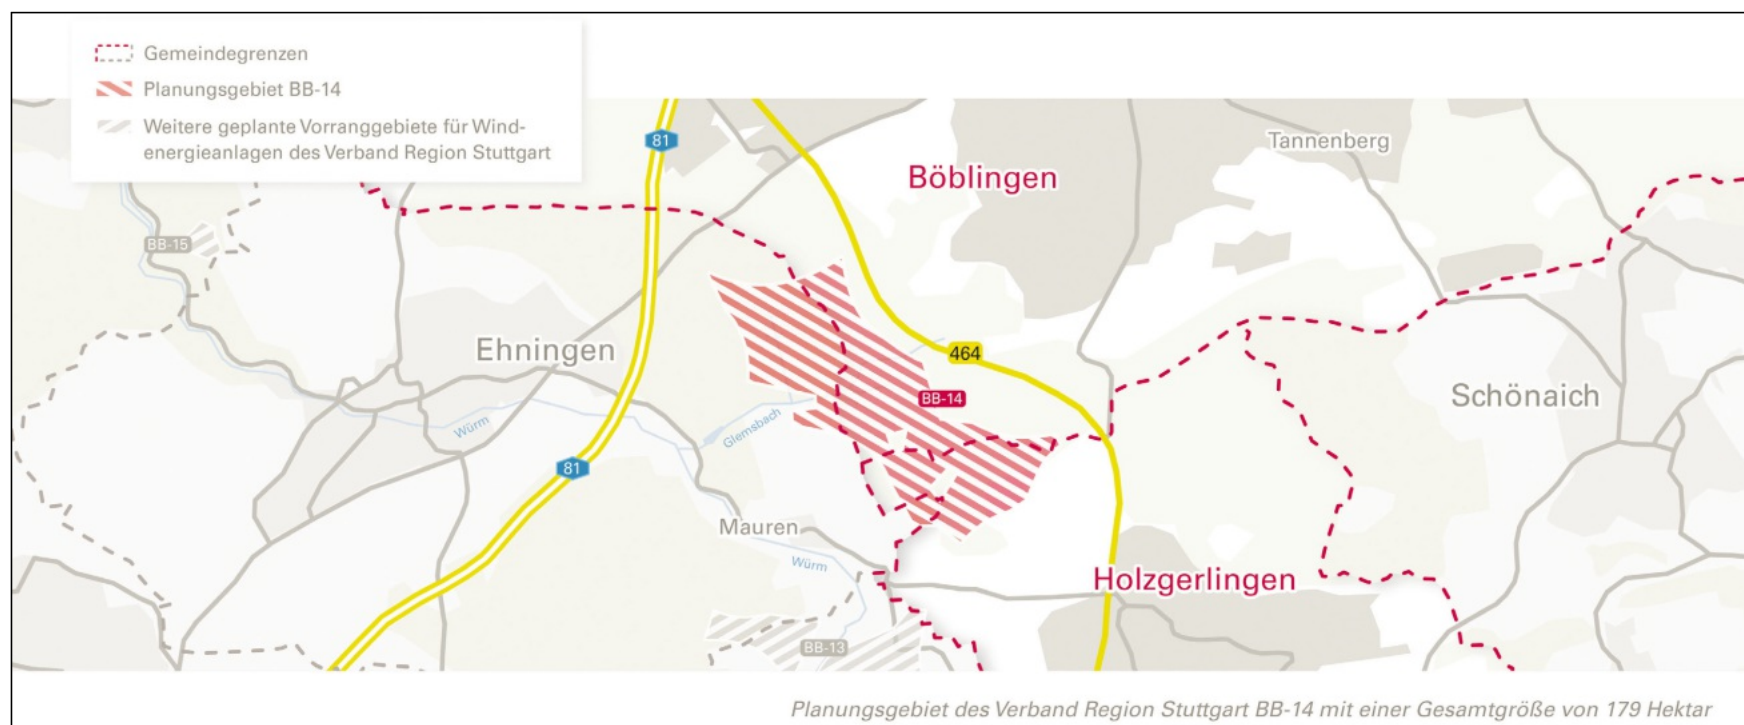 Gemeindegrenzen
Planungsgebiet BB-14
Weitere geplante Vorranggebiete für Wind-
energieanlagen des Verband Region Stuttgart
81
Tannenberg
Böblingen
BB-15
Ehningen
464
BB-14
Schönaich
Würm
Glemsbach
81
Mauren
Würm
Holzgerlingen
BB-13
Planungsgebiet des Verband Region Stuttgart BB-14 mit einer Gesamtgröße von 179 Hektar